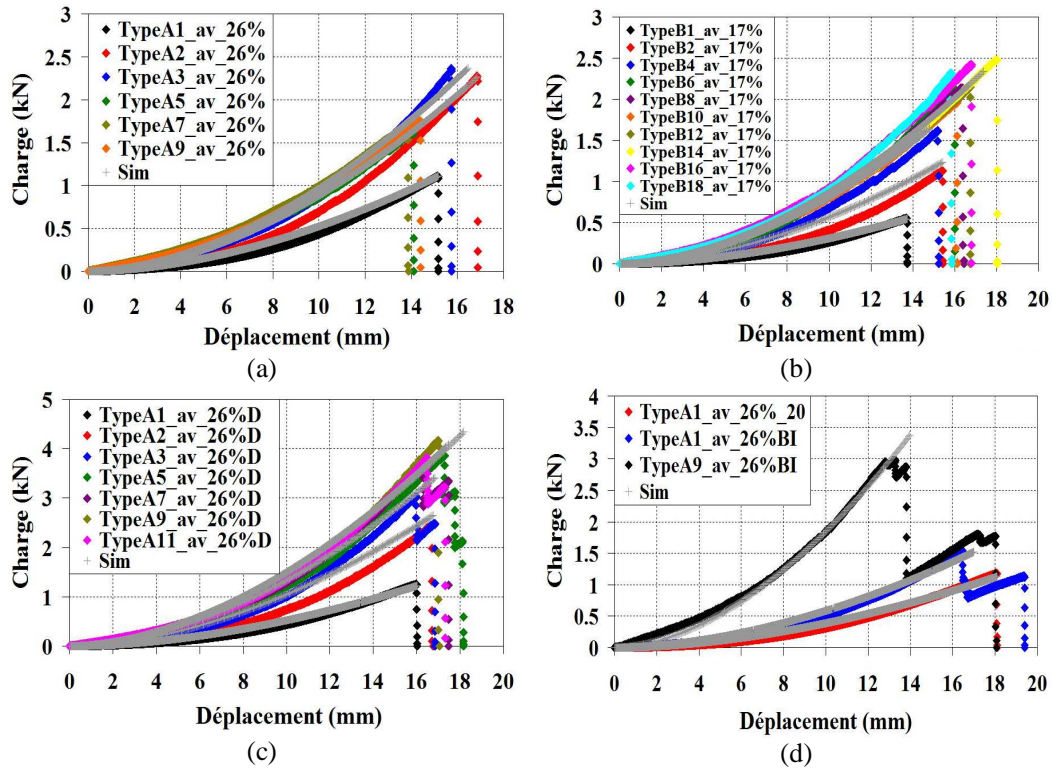 3
2.5
2
1.5
1
0.5
0
Charge (kN)
TypeA1_av_26%
TypeA2_av_26%
TypeA3_av_26%
TypeA5_av_26%
TypeA7_av_26%
TypeA9_av_26%
Sim
0 2 4 6 8 10 12 14 16 18
Déplacement (mm)
(a)
3
2.5
2
1.5
1
0.5
0
Charge (kN)
TypeB1_av_17%
TypeB2_av_17%
TypeB4_av_17%
TypeB6_av_17%
TypeB8_av_17%
TypeB10_av_17%
TypeB12_av_17%
TypeB14_av_17%
TypeB16_av_17%
TypeB18_av_17%
Sim
0 2 4 6 8 10 12 14 16 18 20
Déplacement (mm)
(b)
5
4
3
2
1
0
Charge (kN)
TypeA1_av_26%D
TypeA2_av_26%D
TypeA3_av_26%D
TypeA5_av_26%D
TypeA7_av_26%D
TypeA9_av_26%D
TypeA11_av_26%D
Sim
0 2 4 6 8 10 12 14 16 18 20
Déplacement (mm)
(c)
4
3.5
3
2.5
2
1.5
1
0.5
0
Charge (kN)
TypeA1_av_26%_20
TypeA1_av_26%BI
TypeA9_av_26%BI
Sim
0 2 4 6 8 10 12 14 16 18 20
Déplacement (mm)
(d)